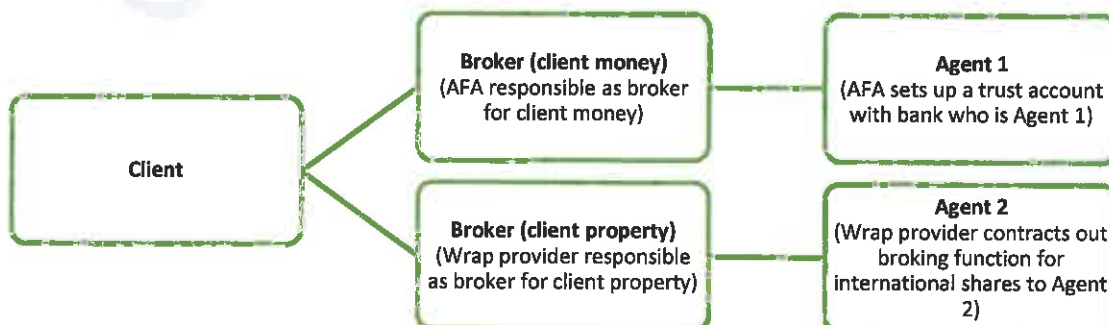 Client
Broker (client money)
(AFA responsible as broker
for client money)
Agent 1
(AFA sets up a trust account
with bank who is Agent 1)
Broker (client property)
(Wrap provider responsible
as broker for client property)
Agent 2
(Wrap provider contracts out
broking function for
international shares to Agent
2)